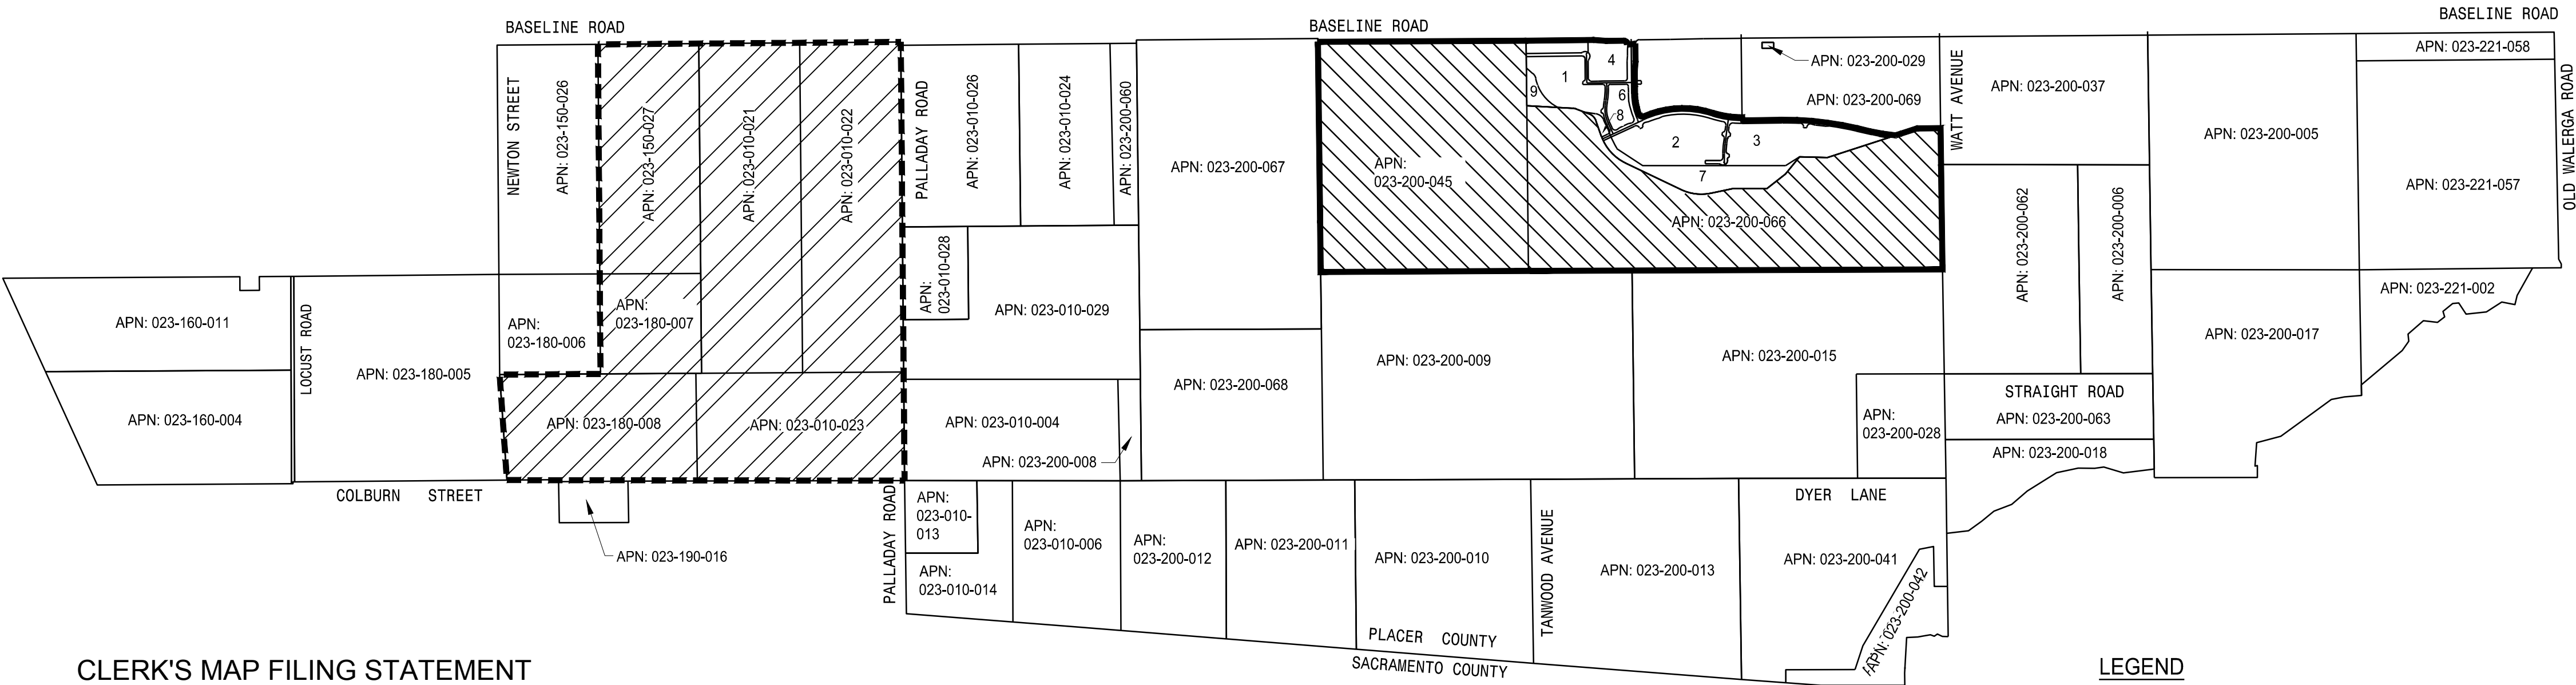 BASELINE ROAD
BASELINE ROAD
BASELINE ROAD
NEWTON STREET
APN: 023-150-026
APN: 023-150-027
APN: 023-010-021
APN: 023-010-022
PALLADAY ROAD
APN: 023-010-026
APN: 023-010-024
APN: 023-200-060
APN: 023-200-067
APN:
023-200-045
1
4
9
6
8
2
3
7
APN: 023-200-066
APN: 023-200-029
APN: 023-200-069
WATT AVENUE
APN: 023-200-037
APN: 023-200-005
APN: 023-221-058
APN: 023-221-057
OLD WALERGA ROAD
APN: 023-200-062
APN: 023-200-006
APN: 023-221-002
APN: 023-200-017
APN: 023-160-011
APN: 023-160-004
LOCUST ROAD
APN: 023-180-005
APN:
023-180-006
APN:
023-180-007
APN:
023-010-028
APN: 023-010-029
APN: 023-200-068
APN: 023-200-009
APN: 023-200-015
APN:
023-200-028
STRAIGHT ROAD
APN: 023-200-063
APN: 023-200-018
APN: 023-180-008
APN: 023-010-023
APN: 023-010-004
APN: 023-200-008
COLBURN STREET
APN: 023-190-016
PALLADAY ROAD
APN:
023-010-
013
APN:
023-010-014
APN:
023-010-006
APN:
023-200-012
APN: 023-200-011
APN: 023-200-010
TANWOOD AVENUE
APN: 023-200-013
DYER LANE
APN: 023-200-041
APN: 023-200-042
PLACER COUNTY
SACRAMENTO COUNTY
CLERK'S MAP FILING STATEMENT
LEGEND